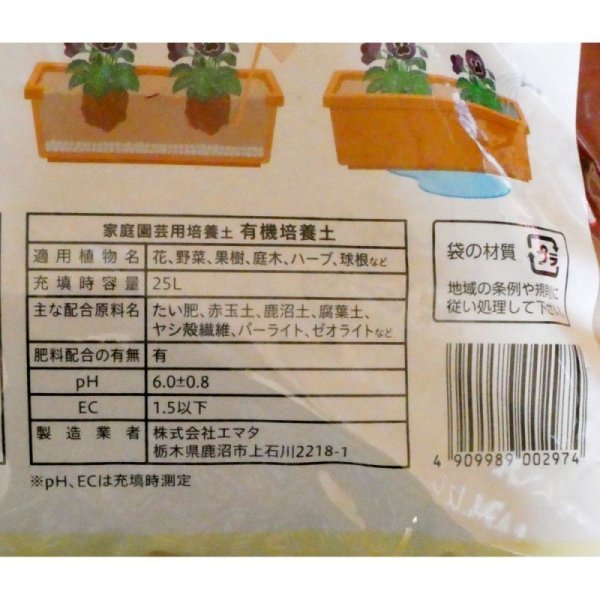 家庭園芸用培養土 有機培養土
適用植物名 花、野菜、果樹、庭木、ハーブ、球根など
充填時容量 25L
主な配合原料名 たい肥、赤玉土、鹿沼土、腐葉土、
ヤシ殻繊維、パーライト、ゼオライトなど
肥料配合の有無 有
pH 6.0±0.8
EC 1.5以下
製造業者 株式会社エマタ
栃木県鹿沼市上石川2218-1
※pH、ECは充填時測定
袋の材質 プラ
地域の条例や規則に
従い処理して下さい
4 909989 002974